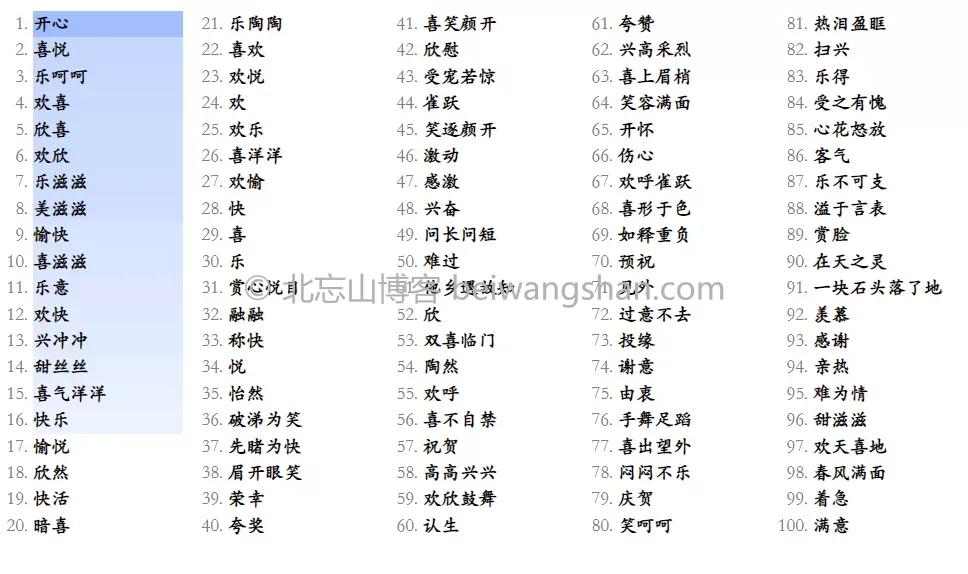 1. 开心
2. 喜悦
3. 乐呵呵
4. 欢喜
5. 欣喜
6. 欢欣
7. 乐滋滋
8. 美滋滋
9. 愉快
10. 喜滋滋
11. 乐意
12. 欢快
13. 兴冲冲
14. 甜丝丝
15. 喜气洋洋
16. 快乐
17. 愉悦
18. 欣然
19. 快活
20. 暗喜
21. 乐陶陶
22. 喜欢
23. 欢悦
24. 欢
25. 欢乐
26. 喜洋洋
27. 欢愉
28. 快
29. 喜
30. 乐
31. 赏心悦目
32. 融融
33. 称快
34. 悦
35. 怡然
36. 破涕为笑
37. 先睹为快
38. 眉开眼笑
39. 荣幸
40. 夸奖
41. 喜笑颜开
42. 欣慰
43. 受宠若惊
44. 雀跃
45. 笑逐颜开
46. 激动
47. 感激
48. 兴奋
49. 问长问短
50. 难过
51. 他乡遇故知
52. 欣
53. 双喜临门
54. 陶然
55. 欢呼
56. 喜不自禁
57. 祝贺
58. 高高兴兴
59. 欢欣鼓舞
60. 认生
61. 夸赞
62. 兴高采烈
63. 喜上眉梢
64. 笑容满面
65. 开怀
66. 伤心
67. 欢呼雀跃
68. 喜形于色
69. 如释重负
70. 预祝
71. 见外
72. 过意不去
73. 投缘
74. 谢意
75. 由衷
76. 手舞足蹈
77. 喜出望外
78. 闷闷不乐
79. 庆贺
80. 笑呵呵
81. 热泪盈眶
82. 扫兴
83. 乐得
84. 受之有愧
85. 心花怒放
86. 客气
87. 乐不可支
88. 溢于言表
89. 赏脸
90. 在天之灵
91. 一块石头落了地
92. 羡慕
93. 感谢
94. 亲热
95. 难为情
96. 甜滋滋
97. 欢天喜地
98. 春风满面
99. 着急
100. 满意
© 北忘山博客 beiwangshan.com